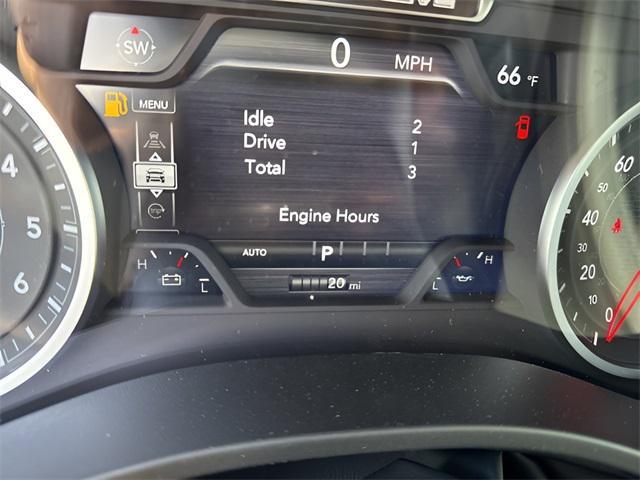 SW
0 MPH
66 °F
MENU
Idle 2
Drive 1
Total 3
Engine Hours
AUTO P
H L
20 mi
L H
4
5
6
60
50
40
30
20
10
0